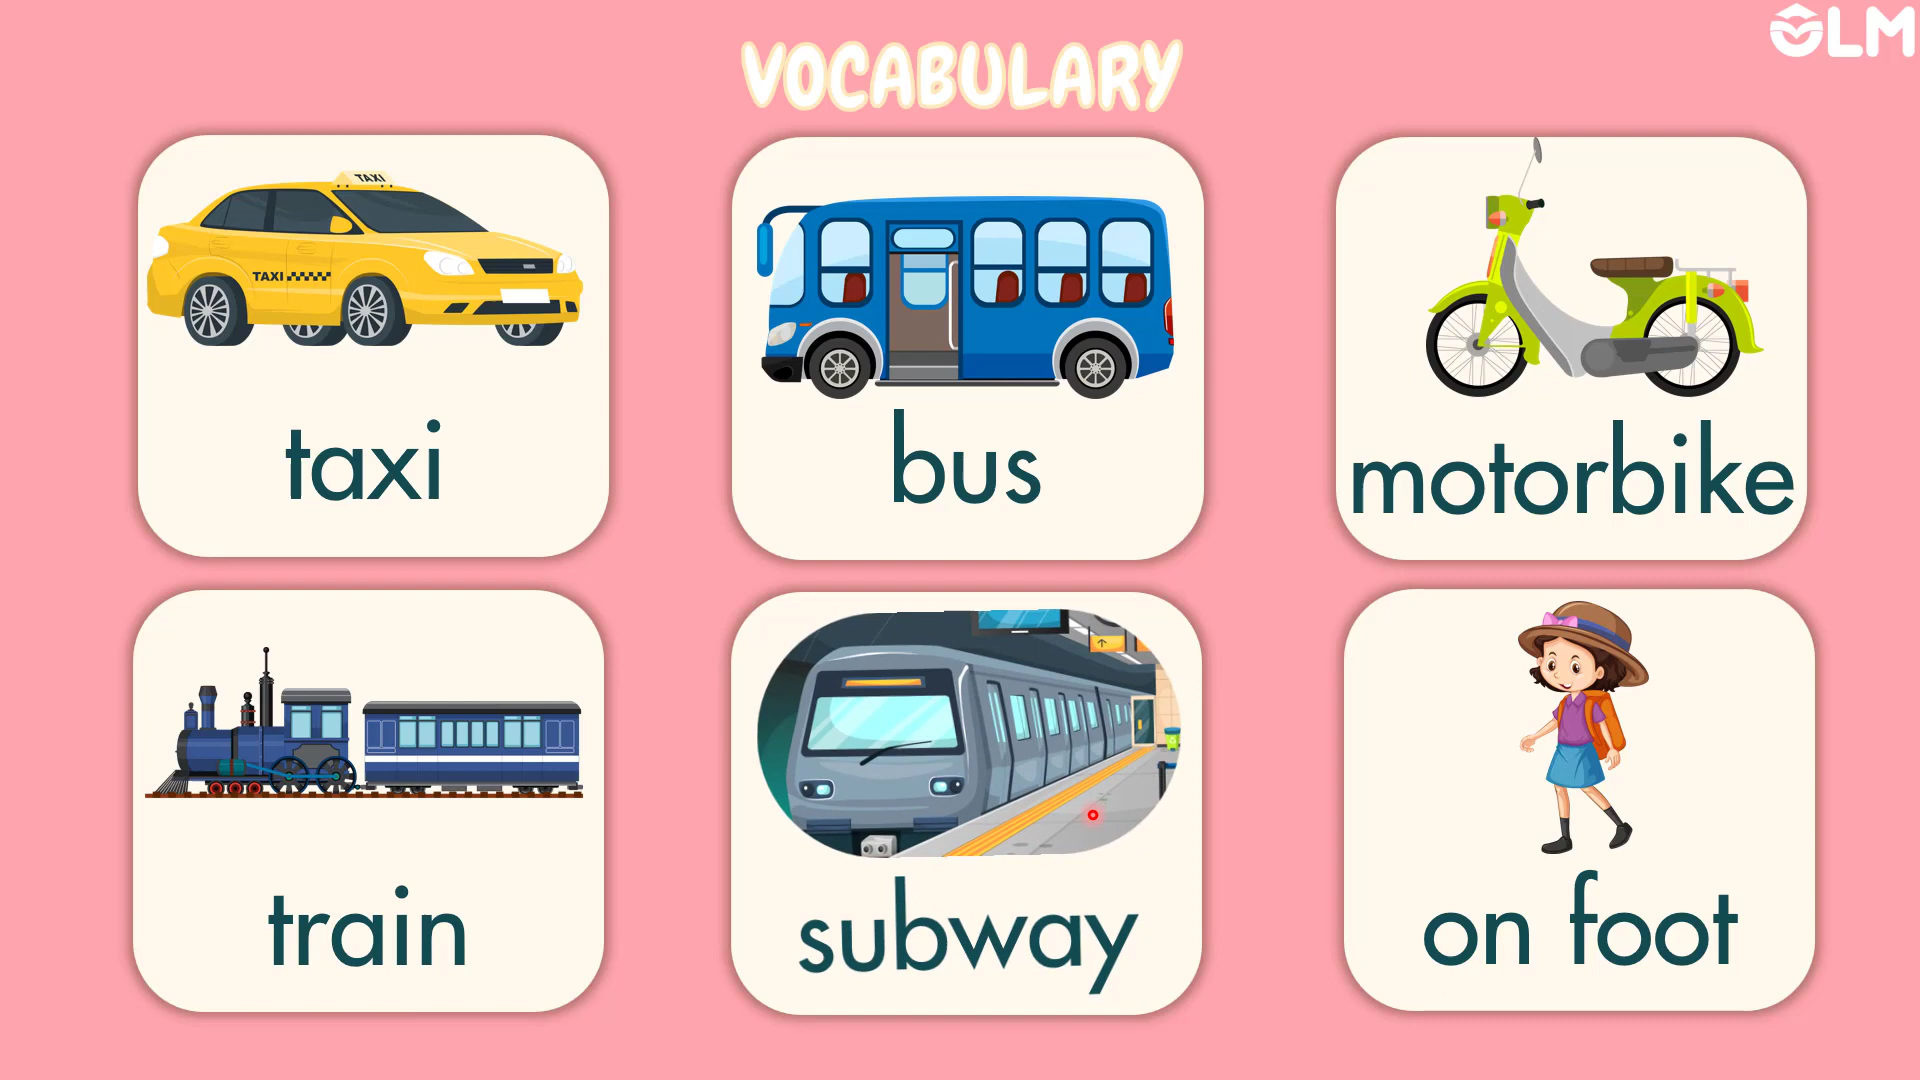 OLM
VOCABULARY
TAXI
TAXI
taxi
bus
motorbike
train
subway
on foot